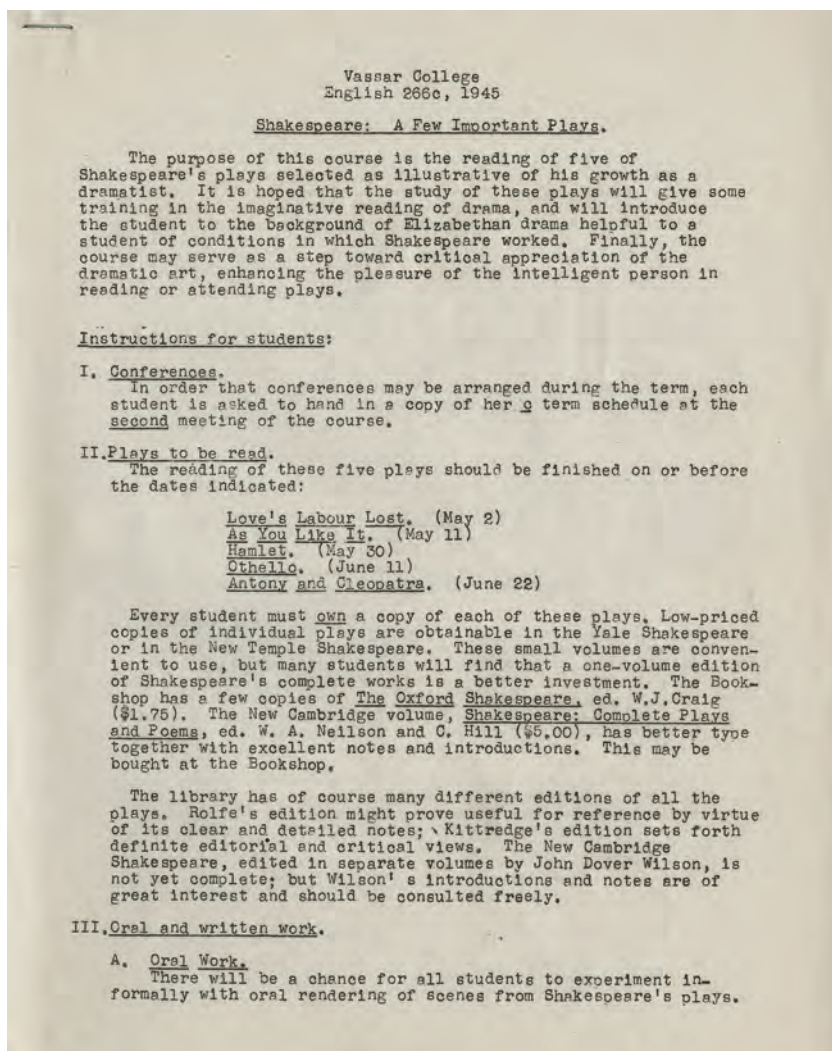 Vassar College
English 266c, 1945
Shakespeare: A Few Important Plays.
The purpose of this course is the reading of five of
Shakespeare's plays selected as illustrative of his growth as a
dramatist. It is hoped that the study of these plays will give some
training in the imaginative reading of drama, and will introduce
the student to the background of Elizabethan drama helpful to a
student of conditions in which Shakespeare worked. Finally, the
course may serve as a step toward critical appreciation of the
dramatic art, enhancing the pleasure of the intelligent person in
reading or attending plays.
Instructions for students:
I. Conferences.
In order that conferences may be arranged during the term, each
student is asked to hand in a copy of her c term schedule at the
second meeting of the course.
II.Plays to be read.
The reading of these five plays should be finished on or before
the dates indicated:
Love's Labour Lost. (May 2)
As You Like It. (May 11)
Hamlet. (May 30)
Othello. (June 11)
Antony and Cleopatra. (June 22)
Every student must own a copy of each of these plays. Low-priced
copies of individual plays are obtainable in the Yale Shakespeare
or in the New Temple Shakespeare. These small volumes are conven-
ient to use, but many students will find that a one-volume edition
of Shakespeare's complete works is a better investment. The Book-
shop has a few copies of The Oxford Shakespeare, ed. W.J.Craig
($1.75). The New Cambridge volume, Shakespeare: Complete Plays
and Poems, ed. W. A. Neilson and C. Hill ($5.00), has better type
together with excellent notes and introductions. This may be
bought at the Bookshop.
The library has of course many different editions of all the
plays. Rolfe's edition might prove useful for reference by virtue
of its clear and detailed notes; Kittredge's edition sets forth
definite editorial and critical views. The New Cambridge
Shakespeare, edited in separate volumes by John Dover Wilson, is
not yet complete; but Wilson' s introductions and notes are of
great interest and should be consulted freely.
III.Oral and written work.
A. Oral Work.
There will be a chance for all students to experiment in-
formally with oral rendering of scenes from Shakespeare's plays.